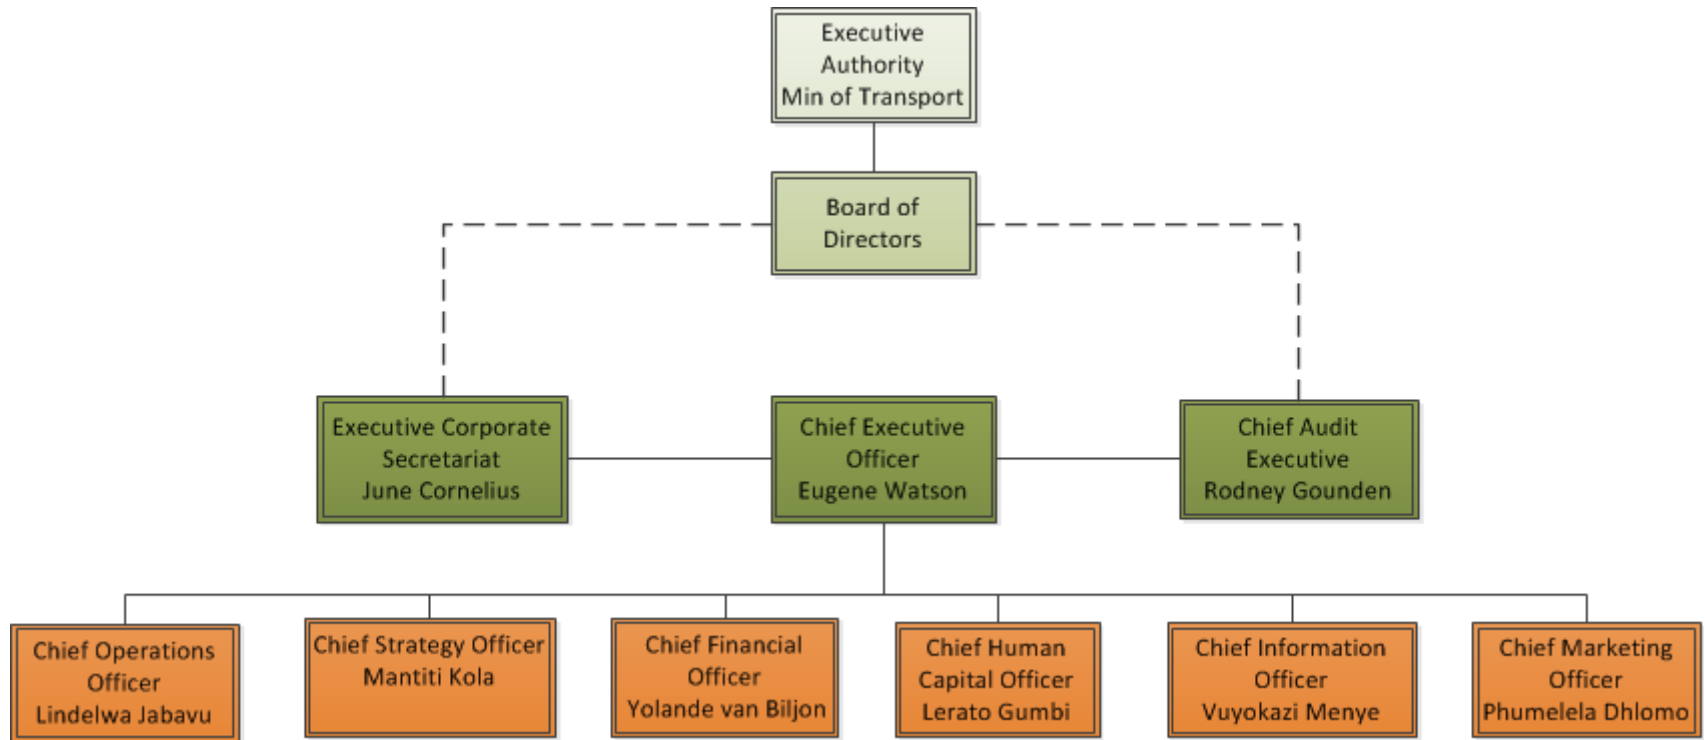 Executive
Authority
Min of Transport
Board of
Directors
Executive Corporate
Secretariat
June Cornelius
Chief Executive
Officer
Eugene Watson
Chief Audit
Executive
Rodney Gounden
Chief Operations
Officer
Lindelwa Jabavu
Chief Strategy Officer
Mantiti Kola
Chief Financial
Officer
Yolande van Biljon
Chief Human
Capital Officer
Lerato Gumbi
Chief Information
Officer
Vuyokazi Menye
Chief Marketing
Officer
Phumelela Dhlomo